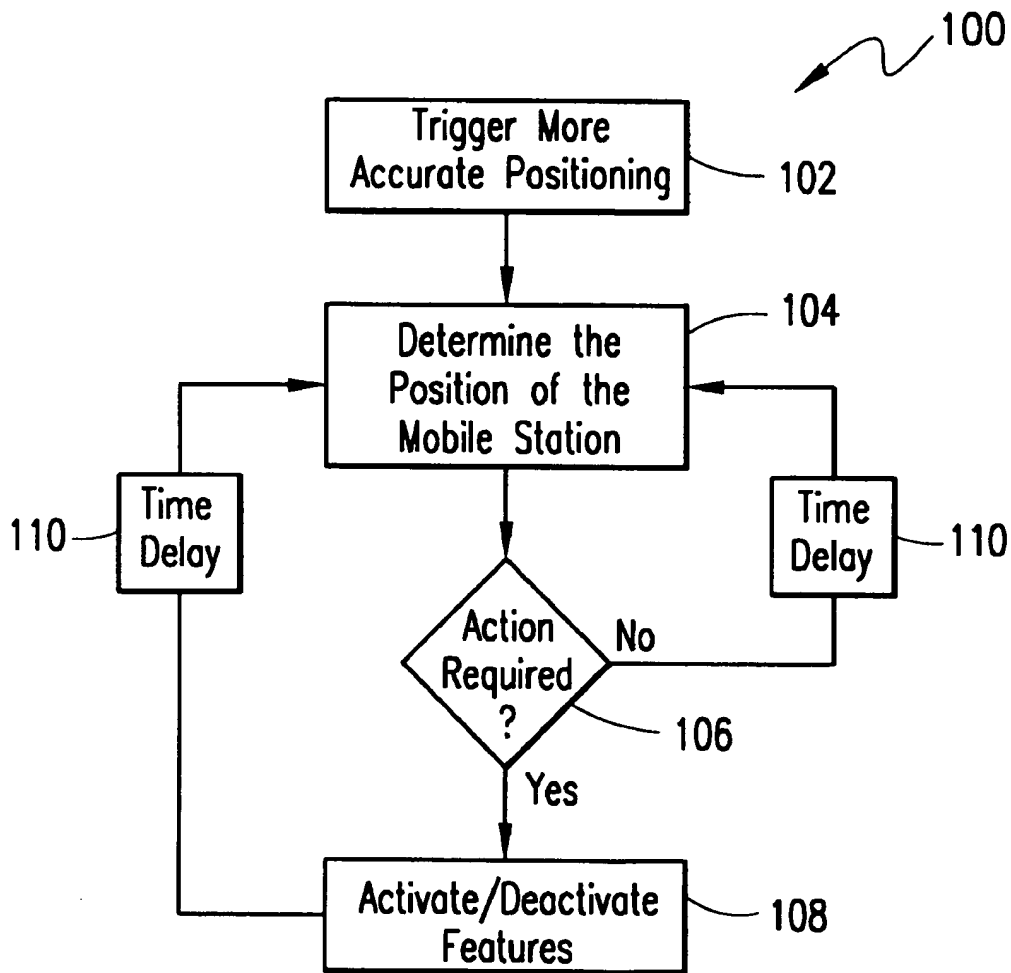 100
Trigger More
Accurate Positioning
102
104
Determine the
Position of the
Mobile Station
Time
Delay
110
Time
Delay
110
Action
Required
?
No
106
Yes
Activate/Deactivate
Features
108